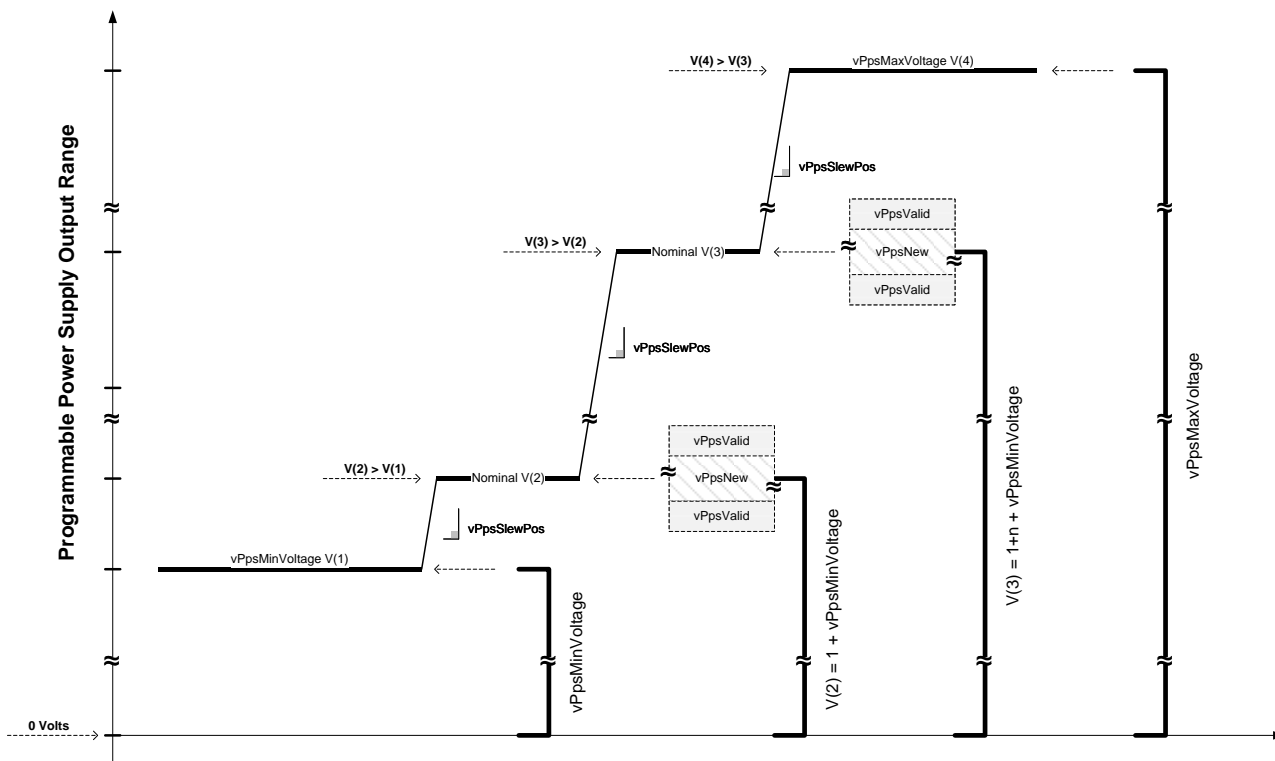 Programmable Power Supply Output Range
V(4) > V(3)
vPpsMaxVoltage V(4)
vPpsSlewPos
vPpsValid
V(3) > V(2)
Nominal V(3)
vPpsNew
vPpsValid
vPpsSlewPos
vPpsMaxVoltage
vPpsValid
V(2) > V(1)
Nominal V(2)
vPpsNew
vPpsValid
vPpsSlewPos
V(3) = 1+n + vPpsMinVoltage
vPpsMinVoltage V(1)
vPpsMinVoltage
V(2) = 1 + vPpsMinVoltage
0 Volts